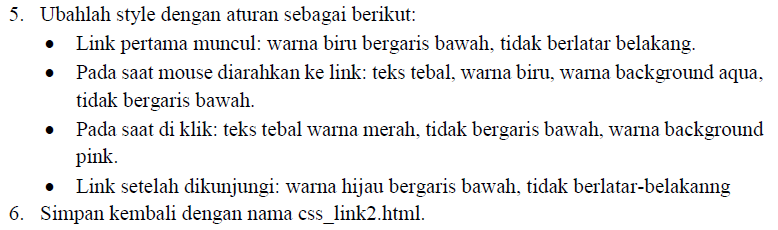 5. Ubahlah style dengan aturan sebagai berikut:
• Link pertama muncul: warna biru bergaris bawah, tidak berlatar belakang.
• Pada saat mouse diarahkan ke link: teks tebal, warna biru, warna background aqua,
tidak bergaris bawah.
• Pada saat di klik: teks tebal warna merah, tidak bergaris bawah, warna background
pink.
• Link setelah dikunjungi: warna hijau bergaris bawah, tidak berlatar-belakanng
6. Simpan kembali dengan nama css_link2.html.